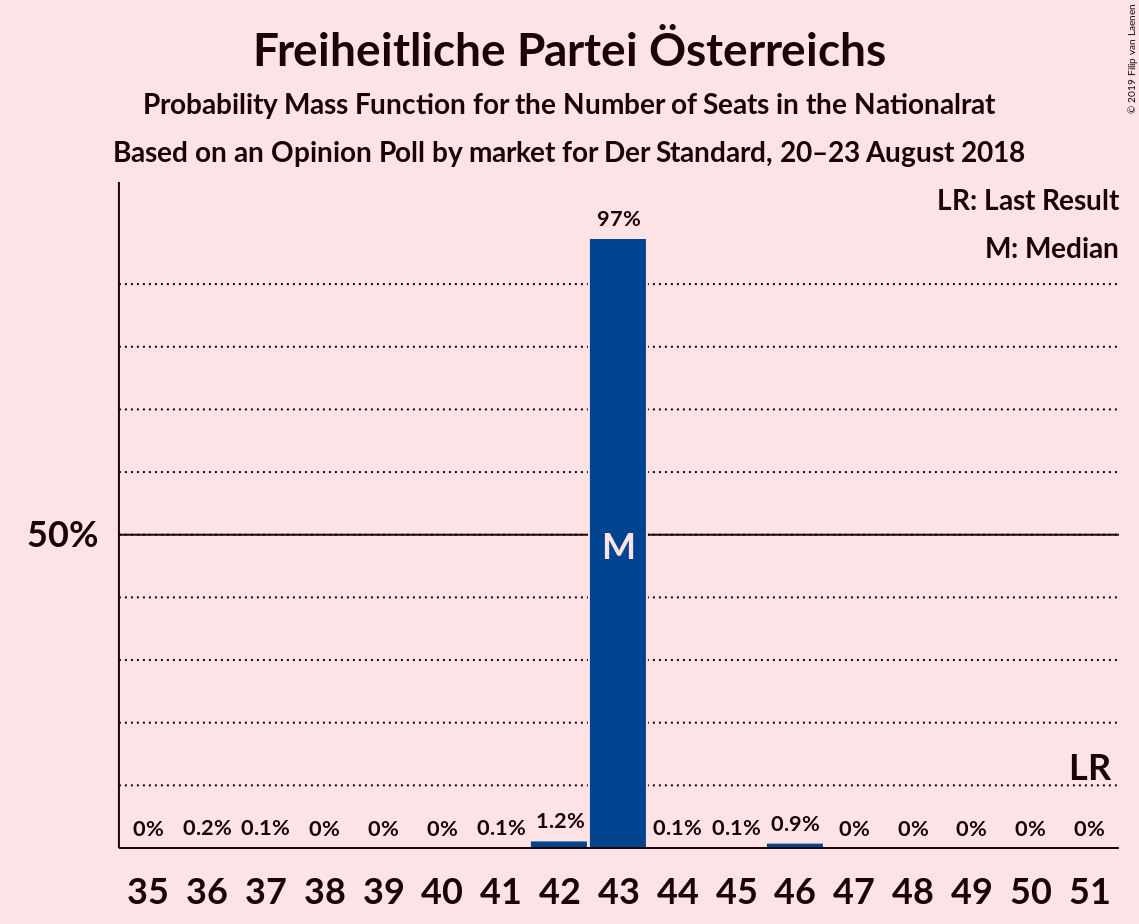 Freiheitliche Partei Österreichs
Probability Mass Function for the Number of Seats in the Nationalrat
Based on an Opinion Poll by market for Der Standard, 20–23 August 2018
© 2019 Filip van Laenen
LR: Last Result
M: Median
97%
50%
M
LR
0% 0.2% 0.1% 0% 0% 0% 0.1% 1.2% 0.1% 0.1% 0.9% 0% 0% 0% 0% 0%
35 36 37 38 39 40 41 42 43 44 45 46 47 48 49 50 51